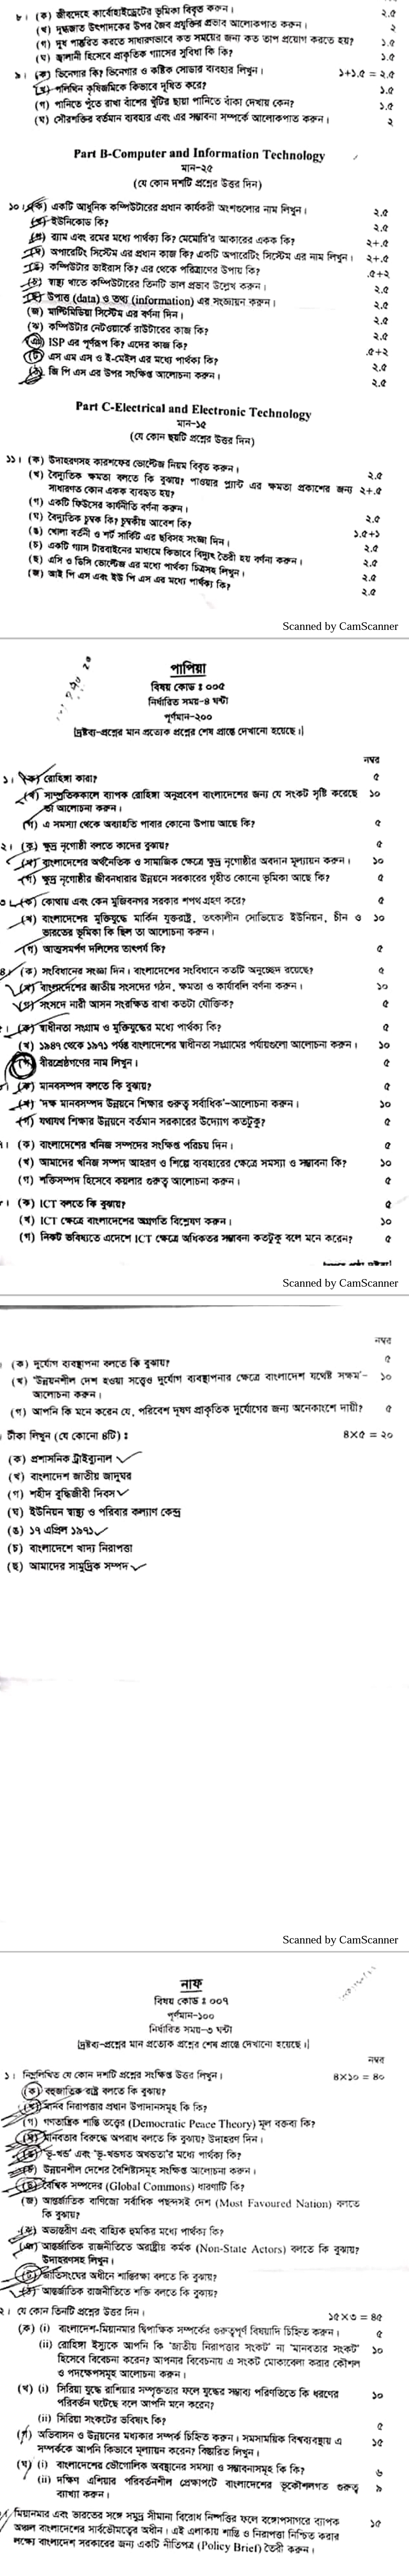 ৮। (ক) জীবদেহে কার্বোহাইড্রেটের ভূমিকা বিবৃত করুন। ২.৫
(খ) দুগ্ধজাত উৎপাদকের উপর জৈব প্রযুক্তির প্রভাব আলোকপাত করুন। ২
(গ) দুধ পাস্তুরিত করতে সাধারণভাবে কত সময়ের জন্য কত তাপ প্রয়োগ করতে হয়? ১.৫
(ঘ) জ্বালানী হিসেবে প্রাকৃতিক গ্যাসের সুবিধা কি কি? ১.৫
৯। (ক) ভিনেগার কি? ভিনেগার ও কষ্টিক সোডার ব্যবহার লিখুন। ১+১.৫ = ২.৫
(খ) পলিথিন কৃষিজমিকে কিভাবে দূষিত করে? ১.৫
(গ) পানিতে পুঁতে রাখা বাঁশের খুঁটির ছায়া পানিতে বাঁকা দেখায় কেন? ১.৫
(ঘ) সৌরশক্তির বর্তমান ব্যবহার এবং এর সম্ভাবনা সম্পর্কে আলোকপাত করুন। ২
Part B-Computer and Information Technology
মান-২৫
(যে কোন দশটি প্রশ্নের উত্তর দিন)
১০। (ক) একটি আধুনিক কম্পিউটারের প্রধান কার্যকরী অংশগুলোর নাম লিখুন। ২.৫
(খ) ইউনিকোড কি? ২.৫
(গ) র‍্যাম এবং রমের মধ্যে পার্থক্য কি? মেমোরি'র আকারের একক কি? ২+.৫
(ঘ) অপারেটিং সিস্টেম এর প্রধান কাজ কি? একটি অপারেটিং সিস্টেম এর নাম লিখুন। ২+.৫
(ঙ) কম্পিউটার ভাইরাস কি? এর থেকে পরিত্রাণের উপায় কি? .৫+২
(চ) স্বাস্থ্য খাতে কম্পিউটারের তিনটি ভাল প্রভাব উল্লেখ করুন। ২.৫
(ছ) উপাত্ত (data) ও তথ্য (information) এর সংজ্ঞায়ন করুন। ২.৫
(জ) মাল্টিমিডিয়া সিস্টেম এর বর্ণনা দিন। ২.৫
(ঝ) কম্পিউটার নেটওয়ার্কে রাউটারের কাজ কি? ২.৫
(ঞ) ISP এর পূর্ণরূপ কি? এদের কাজ কি? .৫+২
(ট) এস এম এস ও ই-মেইল এর মধ্যে পার্থক্য কি? ২.৫
(ঠ) জি পি এস এর উপর সংক্ষিপ্ত আলোচনা করুন। ২.৫
Part C-Electrical and Electronic Technology
মান-১৫
(যে কোন ছয়টি প্রশ্নের উত্তর দিন)
১১। (ক) উদাহরণসহ কারশফের ভোল্টেজ নিয়ম বিবৃত করুন। ২.৫
(খ) বৈদ্যুতিক ক্ষমতা বলতে কি বুঝায়? পাওয়ার প্ল্যান্ট এর ক্ষমতা প্রকাশের জন্য ২+.৫
সাধারণত কোন একক ব্যবহৃত হয়?
(গ) একটি ফিউসের কার্যনীতি বর্ণনা করুন। ২.৫
(ঘ) বৈদ্যুতিক চুম্বক কি? চুম্বকীয় আবেশ কি? ১.৫+১
(ঙ) খোলা বর্তনী ও শর্ট সার্কিট এর ছবিসহ সংজ্ঞা দিন। ২.৫
(চ) একটি গ্যাস টারবাইনের মাধ্যমে কিভাবে বিদ্যুৎ তৈরী হয় বর্ণনা করুন। ২.৫
(ছ) এসি ও ডিসি ভোল্টেজ এর মধ্যে পার্থক্য চিত্রসহ লিখুন। ২.৫
(জ) আই পি এস এবং ইউ পি এস এর মধ্যে পার্থক্য কি? ২.৫
Scanned by CamScanner
পাপিয়া
বিষয় কোড : ০০৫
নির্ধারিত সময়-৪ ঘন্টা
পূর্ণমান-২০০
[দ্রষ্টব্য-প্রশ্নের মান প্রত্যেক প্রশ্নের শেষ প্রান্তে দেখানো হয়েছে।]
নম্বর
১। (ক) রোহিঙ্গা কারা? ৫
(খ) সাম্প্রতিককালে ব্যাপক রোহিঙ্গা অনুপ্রবেশ বাংলাদেশের জন্য যে সংকট সৃষ্টি করেছে ১০
তা আলোচনা করুন।
(গ) এ সমস্যা থেকে অব্যাহতি পাবার কোনো উপায় আছে কি? ৫
২। (ক) ক্ষুদ্র নৃগোষ্ঠী বলতে কাদের বুঝায়? ৫
(খ) বাংলাদেশের অর্থনৈতিক ও সামাজিক ক্ষেত্রে ক্ষুদ্র নৃগোষ্ঠীর অবদান মূল্যায়ন করুন। ১০
(গ) ক্ষুদ্র নৃগোষ্ঠীর জীবনধারার উন্নয়নে সরকারের গৃহীত কোনো ভূমিকা আছে কি? ৫
৩। (ক) কোথায় এবং কেন মুজিবনগর সরকার শপথ গ্রহণ করে? ৫
(খ) বাংলাদেশের মুক্তিযুদ্ধে মার্কিন যুক্তরাষ্ট্র, তৎকালীন সোভিয়েত ইউনিয়ন, চীন ও ১০
ভারতের ভূমিকা কি ছিল তা আলোচনা করুন।
(গ) আত্মসমর্পণ দলিলের তাৎপর্য কি? ৫
৪। (ক) সংবিধানের সংজ্ঞা দিন। বাংলাদেশের সংবিধানে কতটি অনুচ্ছেদ রয়েছে? ৫
(খ) বাংলাদেশের জাতীয় সংসদের গঠন, ক্ষমতা ও কার্যাবলি বর্ণনা করুন। ১০
(গ) সংসদে নারী আসন সংরক্ষিত রাখা কতটা যৌক্তিক? ৫
৫। (ক) স্বাধীনতা সংগ্রাম ও মুক্তিযুদ্ধের মধ্যে পার্থক্য কি? ৫
(খ) ১৯৪৭ থেকে ১৯৭১ পর্যন্ত বাংলাদেশের স্বাধীনতা সংগ্রামের পর্যায়গুলো আলোচনা করুন। ১০
বীরশ্রেষ্ঠগণের নাম লিখুন। ৫
(ক) মানবসম্পদ বলতে কি বুঝায়? ৫
(খ) 'দক্ষ মানবসম্পদ উন্নয়নে শিক্ষার গুরুত্ব সর্বাধিক'-আলোচনা করুন। ১০
(গ) যথাযথ শিক্ষার উন্নয়নে বর্তমান সরকারের উদ্যোগ কতটুকু? ৫
৭। (ক) বাংলাদেশের খনিজ সম্পদের সংক্ষিপ্ত পরিচয় দিন। ৫
(খ) আমাদের খনিজ সম্পদ আহরণ ও শিল্পে ব্যবহারের ক্ষেত্রে সমস্যা ও সম্ভাবনা কি? ১০
(গ) শক্তিসম্পদ হিসেবে কয়লার গুরুত্ব আলোচনা করুন। ৫
৮। (ক) ICT বলতে কি বুঝায়? ৫
(খ) ICT ক্ষেত্রে বাংলাদেশের অগ্রগতি বিশ্লেষণ করুন। ১০
(গ) নিকট ভবিষ্যতে এদেশে ICT ক্ষেত্রে অধিকতর সম্ভাবনা কতটুকু বলে মনে করেন? ৫
Scanned by CamScanner
নম্বর
(ক) দুর্যোগ ব্যবস্থাপনা বলতে কি বুঝায়? ৫
(খ) 'উন্নয়নশীল দেশ হওয়া সত্ত্বেও দুর্যোগ ব্যবস্থাপনার ক্ষেত্রে বাংলাদেশ যথেষ্ট সক্ষম'- ১০
আলোচনা করুন।
(গ) আপনি কি মনে করেন যে, পরিবেশ দূষণ প্রাকৃতিক দুর্যোগের জন্য অনেকাংশে দায়ী? ৫
টীকা লিখুন (যে কোনো ৪টি) : ৪×৫ = ২০
(ক) প্রশাসনিক ট্রাইব্যুনাল
(খ) বাংলাদেশ জাতীয় জাদুঘর
(গ) শহীদ বুদ্ধিজীবী দিবস
(ঘ) ইউনিয়ন স্বাস্থ্য ও পরিবার কল্যাণ কেন্দ্র
(ঙ) ১৭ এপ্রিল ১৯৭১
(চ) বাংলাদেশে খাদ্য নিরাপত্তা
(ছ) আমাদের সামুদ্রিক সম্পদ
Scanned by CamScanner
নাফ
বিষয় কোড : ০০৭
পূর্ণমান-১০০
নির্ধারিত সময়-৩ ঘন্টা
[দ্রষ্টব্য-প্রশ্নের মান প্রত্যেক প্রশ্নের শেষ প্রান্তে দেখানো হয়েছে।]
নম্বর
১। নিম্নলিখিত যে কোন দশটি প্রশ্নের সংক্ষিপ্ত উত্তর লিখুন। ৪×১০ = ৪০
(ক) বহুজাতিক রাষ্ট্র বলতে কি বুঝায়?
(খ) মানব নিরাপত্তার প্রধান উপাদানসমূহ কি কি?
(গ) গণতান্ত্রিক শান্তি তত্ত্বের (Democratic Peace Theory) মূল বক্তব্য কি?
(ঘ) মানবতার বিরুদ্ধে অপরাধ বলতে কি বুঝায়? উদাহরণ দিন।
(ঙ) 'ভূ-খন্ড' এবং 'ভূ-খন্ডগত অখন্ডতা'র মধ্যে পার্থক্য কি?
(চ) উন্নয়নশীল দেশের বৈশিষ্ট্যসমূহ সংক্ষিপ্ত আলোচনা করুন।
(ছ) বৈশ্বিক সম্পদের (Global Commons) ধারণাটি কি?
(জ) আন্তর্জাতিক বাণিজ্যে সর্বাধিক পছন্দসই দেশ (Most Favoured Nation) বলতে
কি বুঝায়?
(ঝ) অভ্যন্তরীণ এবং বাহ্যিক হুমকির মধ্যে পার্থক্য কি?
(ঞ) আন্তর্জাতিক রাজনীতিতে অরাষ্ট্রীয় কর্মক (Non-State Actors) বলতে কি বুঝায়?
উদাহরণসহ লিখুন।
(ট) জাতিসংঘের অধীনে শান্তিরক্ষা বলতে কি বুঝায়?
(ঠ) আন্তর্জাতিক রাজনীতিতে শক্তি বলতে কি বুঝায়?
২। যে কোন তিনটি প্রশ্নের উত্তর দিন। ১৫×৩ = ৪৫
(ক) (i) বাংলাদেশ-মিয়ানমার দ্বিপাক্ষিক সম্পর্কের গুরুত্বপূর্ণ বিষয়াদি চিহ্নিত করুন। ৫
(ii) রোহিঙ্গা ইস্যুকে আপনি কি 'জাতীয় নিরাপত্তার সংকট' না 'মানবতার সংকট' ১০
হিসেবে বিবেচনা করেন? আপনার বিবেচনায় এ সংকট মোকাবেলা করার কৌশল
ও পদক্ষেপসমূহ আলোচনা করুন।
(খ) (i) সিরিয়া যুদ্ধে রাশিয়ার সম্পৃক্ততার ফলে যুদ্ধের সম্ভাব্য পরিণতিতে কি ধরণের ১০
পরিবর্তন ঘটেছে বলে আপনি মনে করেন?
(ii) সিরিয়া সংকটের ভবিষ্যৎ কি? ৫
(গ) অভিবাসন ও উন্নয়নের মধ্যকার সম্পর্ক চিহ্নিত করুন। সমসাময়িক বিশ্বব্যবস্থায় এ ১৫
সম্পর্ককে আপনি কিভাবে মূল্যায়ন করেন? বিস্তারিত লিখুন।
(ঘ) (i) বাংলাদেশের ভৌগোলিক অবস্থানের সমস্যা ও সম্ভাবনাসমূহ কি কি? ৬
(ii) দক্ষিণ এশিয়ার পরিবর্তনশীল প্রেক্ষাপটে বাংলাদেশের ভূকৌশলগত গুরুত্ব ৯
ব্যাখ্যা করুন।
মিয়ানমার এবং ভারতের সঙ্গে সমুদ্র সীমানা বিরোধ নিষ্পত্তির ফলে বঙ্গোপসাগরে ব্যাপক ১৫
অঞ্চল বাংলাদেশের সার্বভৌমত্বের অধীন। এই এলাকায় শান্তি ও নিরাপত্তা নিশ্চিত করার
লক্ষ্যে বাংলাদেশ সরকারের জন্য একটি নীতিপত্র (Policy Brief) তৈরী করুন।